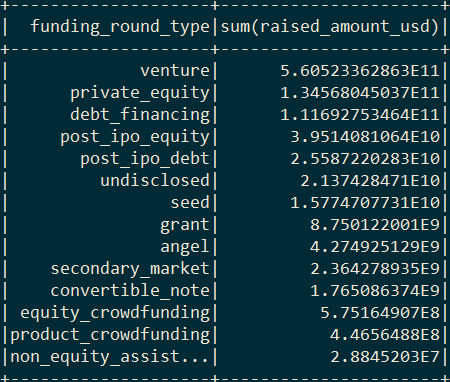 +--------------------+-----------------------+
|  funding_round_type|sum(raised_amount_usd)|
+--------------------+-----------------------+
|             venture|      5.60523362863E11|
|      private_equity|      1.34568045037E11|
|      debt_financing|      1.11692753464E11|
|     post_ipo_equity|       3.9514081064E10|
|       post_ipo_debt|       2.5587220283E10|
|         undisclosed|        2.137428471E10|
|                seed|       1.5774707731E10|
|               grant|         8.750122001E9|
|               angel|         4.274925129E9|
|    secondary_market|         2.364278935E9|
|    convertible_note|         1.765086374E9|
| equity_crowdfunding|          5.75164907E8|
|product_crowdfunding|           4.4656488E8|
|non_equity_assist...|           2.8845203E7|
+--------------------+-----------------------+